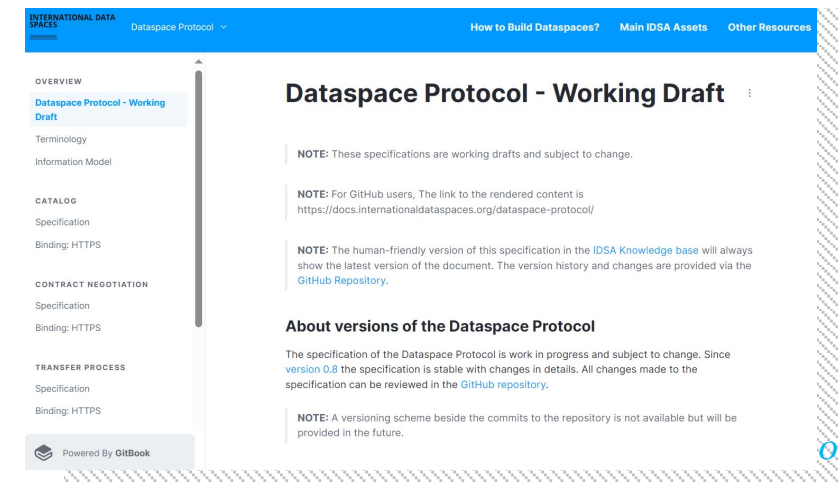 INTERNATIONAL DATA
SPACES
Dataspace Protocol
How to Build Dataspaces?
Main IDSA Assets
Other Resources
OVERVIEW
Dataspace Protocol - Working
Draft
Terminology
Information Model
CATALOG
Specification
Binding: HTTPS
CONTRACT NEGOTIATION
Specification
Binding: HTTPS
TRANSFER PROCESS
Specification
Binding: HTTPS
Powered By GitBook
Dataspace Protocol - Working Draft
NOTE: These specifications are working drafts and subject to change.
NOTE: For GitHub users, The link to the rendered content is
https://docs.internationaldataspaces.org/dataspace-protocol/
NOTE: The human-friendly version of this specification in the IDSA Knowledge base will always
show the latest version of the document. The version history and changes are provided via the
GitHub Repository.
About versions of the Dataspace Protocol
The specification of the Dataspace Protocol is work in progress and subject to change. Since
version 0.8 the specification is stable with changes in details. All changes made to the
specification can be reviewed in the GitHub repository.
NOTE: A versioning scheme beside the commits to the repository is not available but will be
provided in the future.
O